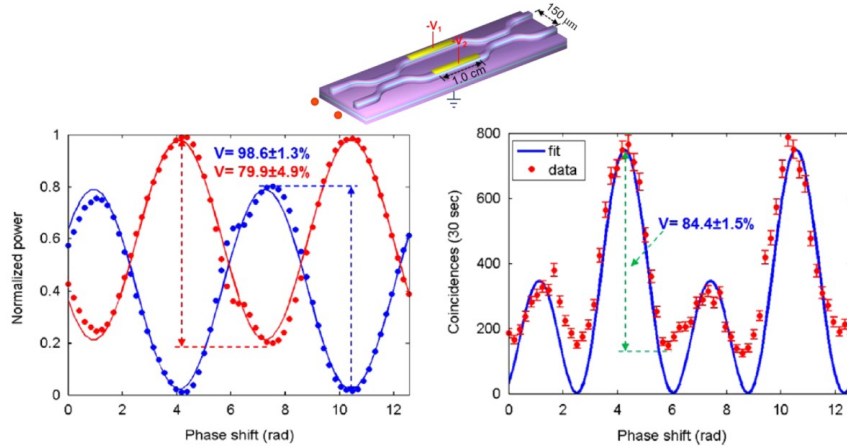 -V1
-V2
150 μm
1.0 cm
V= 98.6±1.3%
V= 79.9±4.9%
Normalized power
1
0.8
0.6
0.4
0.2
0
0 2 4 6 8 10 12
Phase shift (rad)
fit
data
V= 84.4±1.5%
Coincidences (30 sec)
800
600
400
200
0
0 2 4 6 8 10 12
Phase shift (rad)